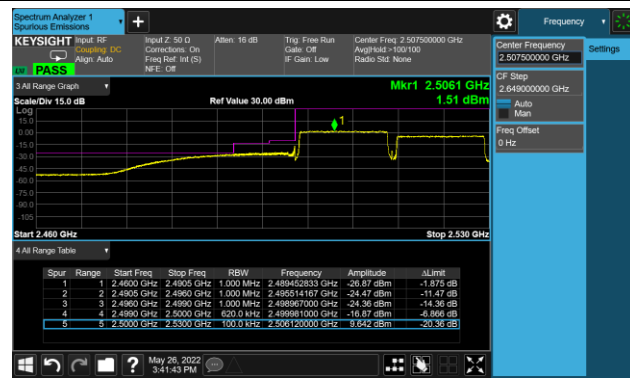 Spectrum Analyzer 1
Spurious Emissions
Frequency
KEYSIGHT Input: RF
Coupling: DC
Align: Auto
Input Z: 50 Ω
Corrections: On
Freq Ref: Int (S)
NFE: Off
Atten: 16 dB
Trig: Free Run
Gate: Off
IF Gain: Low
Center Freq: 2.507500000 GHz
Avg|Hold:>100/100
Radio Std: None
PASS
Center Frequency
2.507500000 GHz
Settings
CF Step
2.649000000 GHz
Auto
Man
Freq Offset
0 Hz
3 All Range Graph
Mkr1 2.5061 GHz
Scale/Div 15.0 dB
Ref Value 30.00 dBm
1.51 dBm
Log
15.0
0.00
-15.0
-30.0
-45.0
-60.0
-75.0
-90.0
-105
1
Start 2.460 GHz
Stop 2.530 GHz
4 All Range Table
Spur Range Start Freq Stop Freq RBW Frequency Amplitude ΔLimit
1 1 2.4600 GHz 2.4905 GHz 1.000 MHz 2.489452833 GHz -26.87 dBm -1.875 dB
2 2 2.4905 GHz 2.4960 GHz 1.000 MHz 2.495514167 GHz -24.47 dBm -11.47 dB
3 3 2.4960 GHz 2.4990 GHz 1.000 MHz 2.498967000 GHz -24.36 dBm -14.36 dB
4 4 2.4990 GHz 2.5000 GHz 620.0 kHz 2.499981000 GHz -16.87 dBm -6.866 dB
5 5 2.5000 GHz 2.5300 GHz 100.0 kHz 2.506120000 GHz 9.642 dBm -20.36 dB
May 26, 2022
3:41:43 PM